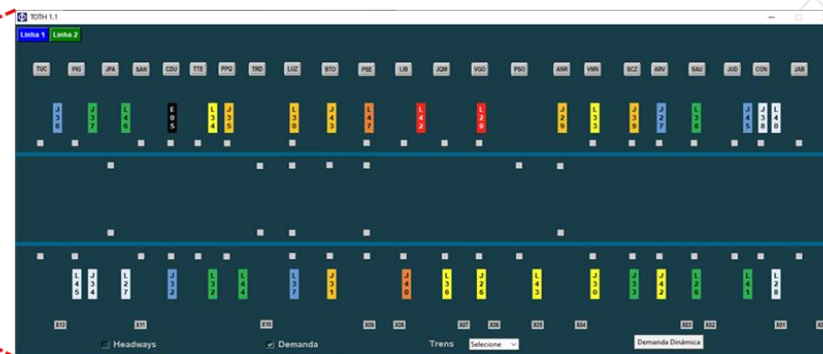 TOTH 1.1
Linha 1 Linha 2
TUC PIG JPA SAN CDU TTE PPQ TRD LUZ BTO PSE LIB JQM VGO PSO ANR VMN SCZ ARV SAU JUD CON JAB
J36 J37 L46 E05 L34 J35 L30 J43 L47 L42 L29 J29 L33 J39 J27 L38 J45 J38 L40
L45 J34 L27 J32 L32 L44 L37 J31 J40 L36 J26 L43 J30 J33 J42 L26 L41 L28
X13 X11 X10 X09 X08 X07 X06 X05 X04 X03 X02 X01
Headways Demanda Trens Selecione Demanda Dinâmica